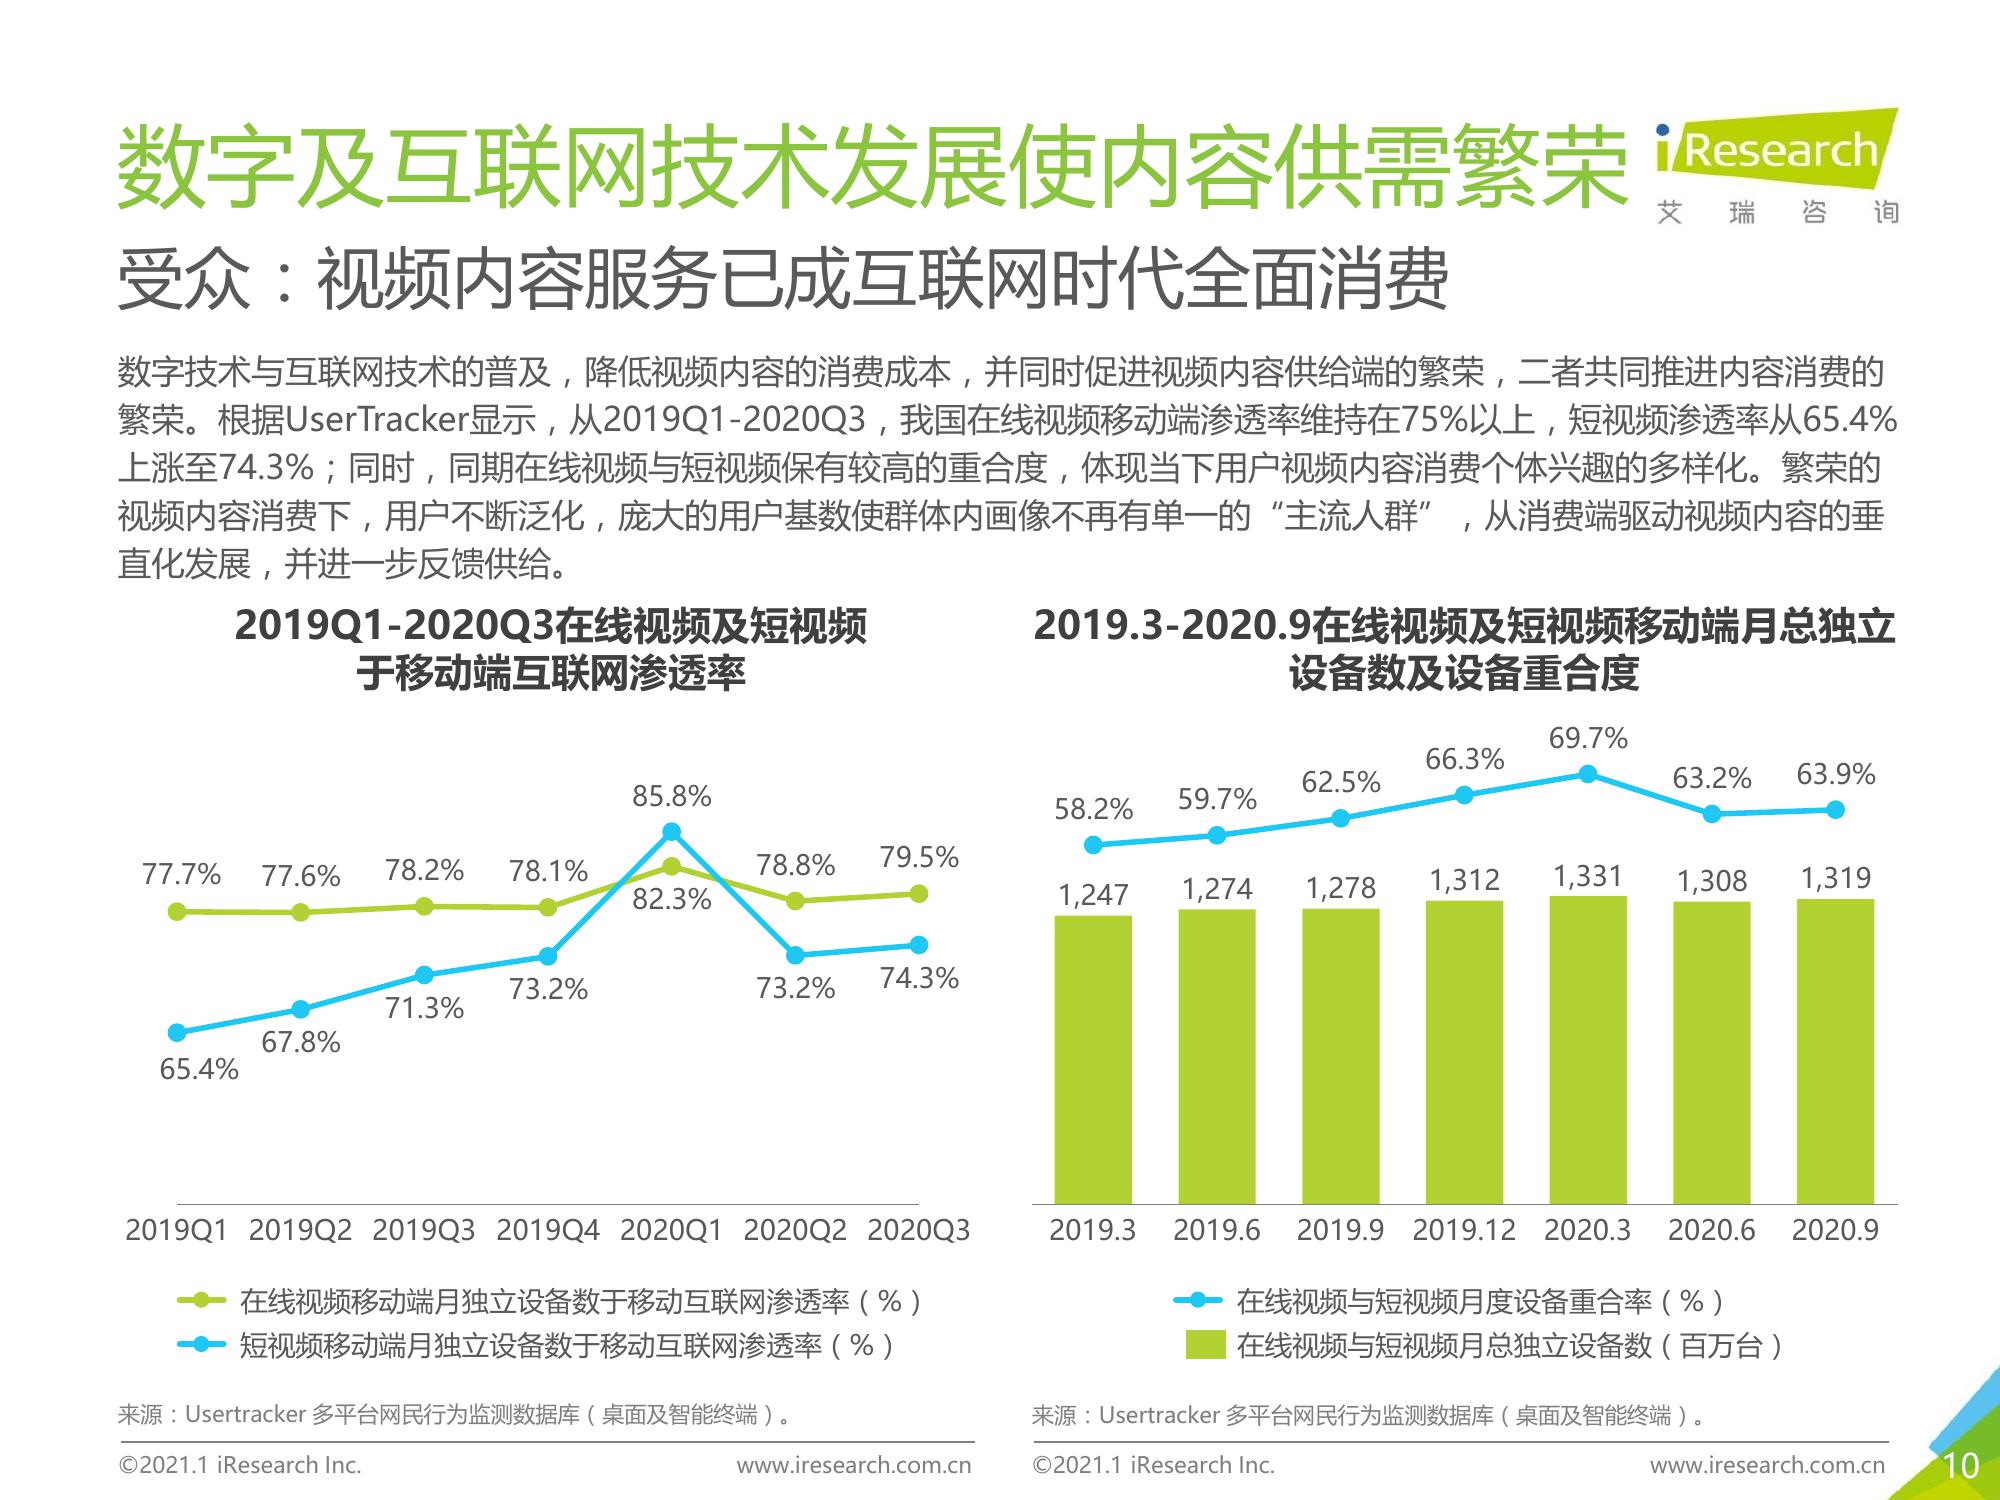 数字及互联网技术发展使内容供需繁荣
iResearch
艾瑞咨询
受众：视频内容服务已成互联网时代全面消费
数字技术与互联网技术的普及，降低视频内容的消费成本，并同时促进视频内容供给端的繁荣，二者共同推进内容消费的
繁荣。根据UserTracker显示，从2019Q1-2020Q3，我国在线视频移动端渗透率维持在75%以上，短视频渗透率从65.4%
上涨至74.3%；同时，同期在线视频与短视频保有较高的重合度，体现当下用户视频内容消费个体兴趣的多样化。繁荣的
视频内容消费下，用户不断泛化，庞大的用户基数使群体内画像不再有单一的“主流人群”，从消费端驱动视频内容的垂
直化发展，并进一步反馈供给。
2019Q1-2020Q3在线视频及短视频
于移动端互联网渗透率
85.8%
77.7% 77.6% 78.2% 78.1% 82.3% 78.8% 79.5%
65.4% 67.8% 71.3% 73.2% 73.2% 74.3%
2019Q1 2019Q2 2019Q3 2019Q4 2020Q1 2020Q2 2020Q3
在线视频移动端月独立设备数于移动互联网渗透率（%）
短视频移动端月独立设备数于移动互联网渗透率（%）
来源：Usertracker 多平台网民行为监测数据库（桌面及智能终端）。
©2021.1 iResearch Inc. www.iresearch.com.cn
2019.3-2020.9在线视频及短视频移动端月总独立
设备数及设备重合度
58.2% 59.7% 62.5% 66.3% 69.7% 63.2% 63.9%
1,247 1,274 1,278 1,312 1,331 1,308 1,319
2019.3 2019.6 2019.9 2019.12 2020.3 2020.6 2020.9
在线视频与短视频月度设备重合率（%）
在线视频与短视频月总独立设备数（百万台）
来源：Usertracker 多平台网民行为监测数据库（桌面及智能终端）。
©2021.1 iResearch Inc. www.iresearch.com.cn
10